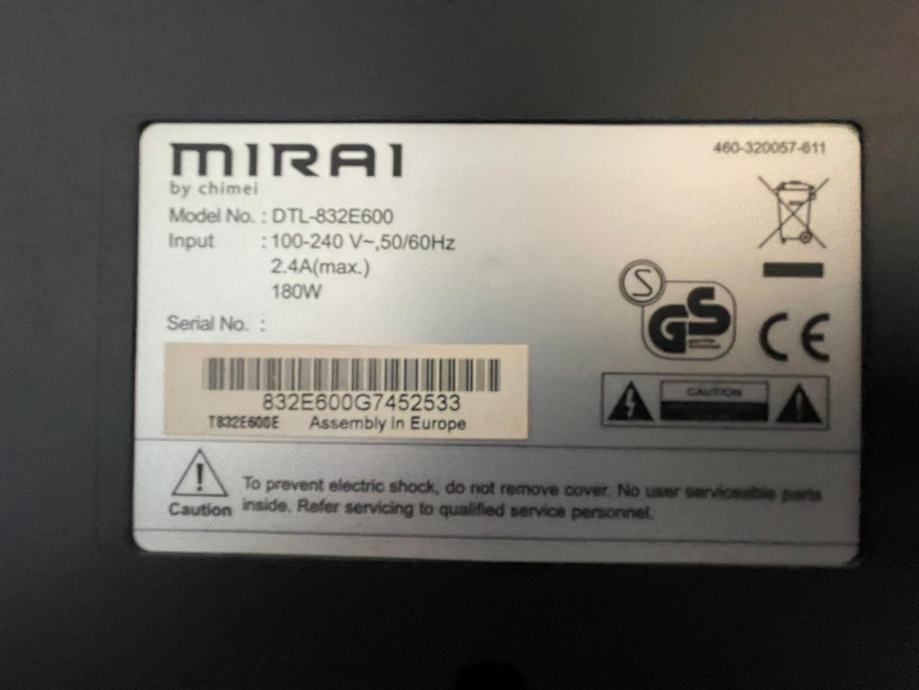 MIRAI
by chimei
460-320057-611
Model No. : DTL-832E600
Input : 100-240 V~,50/60Hz
2.4A(max.)
180W
Serial No. :
832E600G7452533
T832E600E Assembly In Europe
S
GS
CE
CAUTION
To prevent electric shock, do not remove cover. No user serviceable parts
Caution inside. Refer servicing to qualified service personnel.